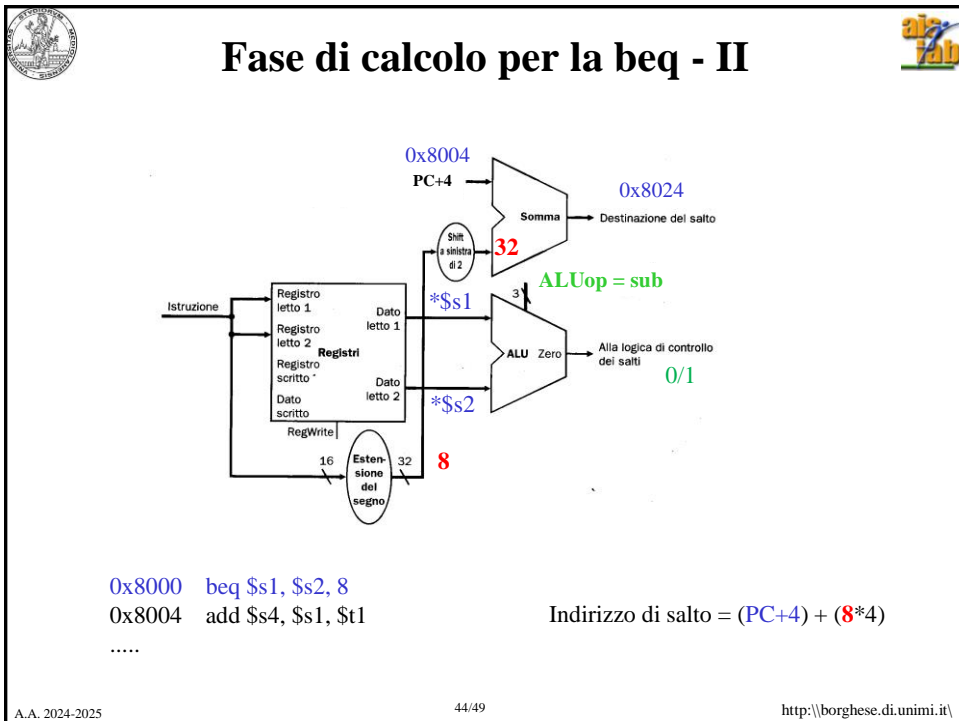 Fase di calcolo per la beq - II
ais
lab
0x8004
PC+4
0x8024
Somma
Destinazione del salto
Shift
a sinistra
di 2
32
ALUop = sub
3
Istruzione
Registro
letto 1
Registro
letto 2
Registri
Registro
scritto
Dato
scritto
Dato
letto 1
Dato
letto 2
RegWrite
*$s1
*$s2
ALU Zero
Alla logica di controllo
dei salti
0/1
16
Esten-
sione
del
segno
32
8
0x8000 beq $s1, $s2, 8
0x8004 add $s4, $s1, $t1
.....
Indirizzo di salto = (PC+4) + (8*4)
A.A. 2024-2025
44/49
http:\\borghese.di.unimi.it\